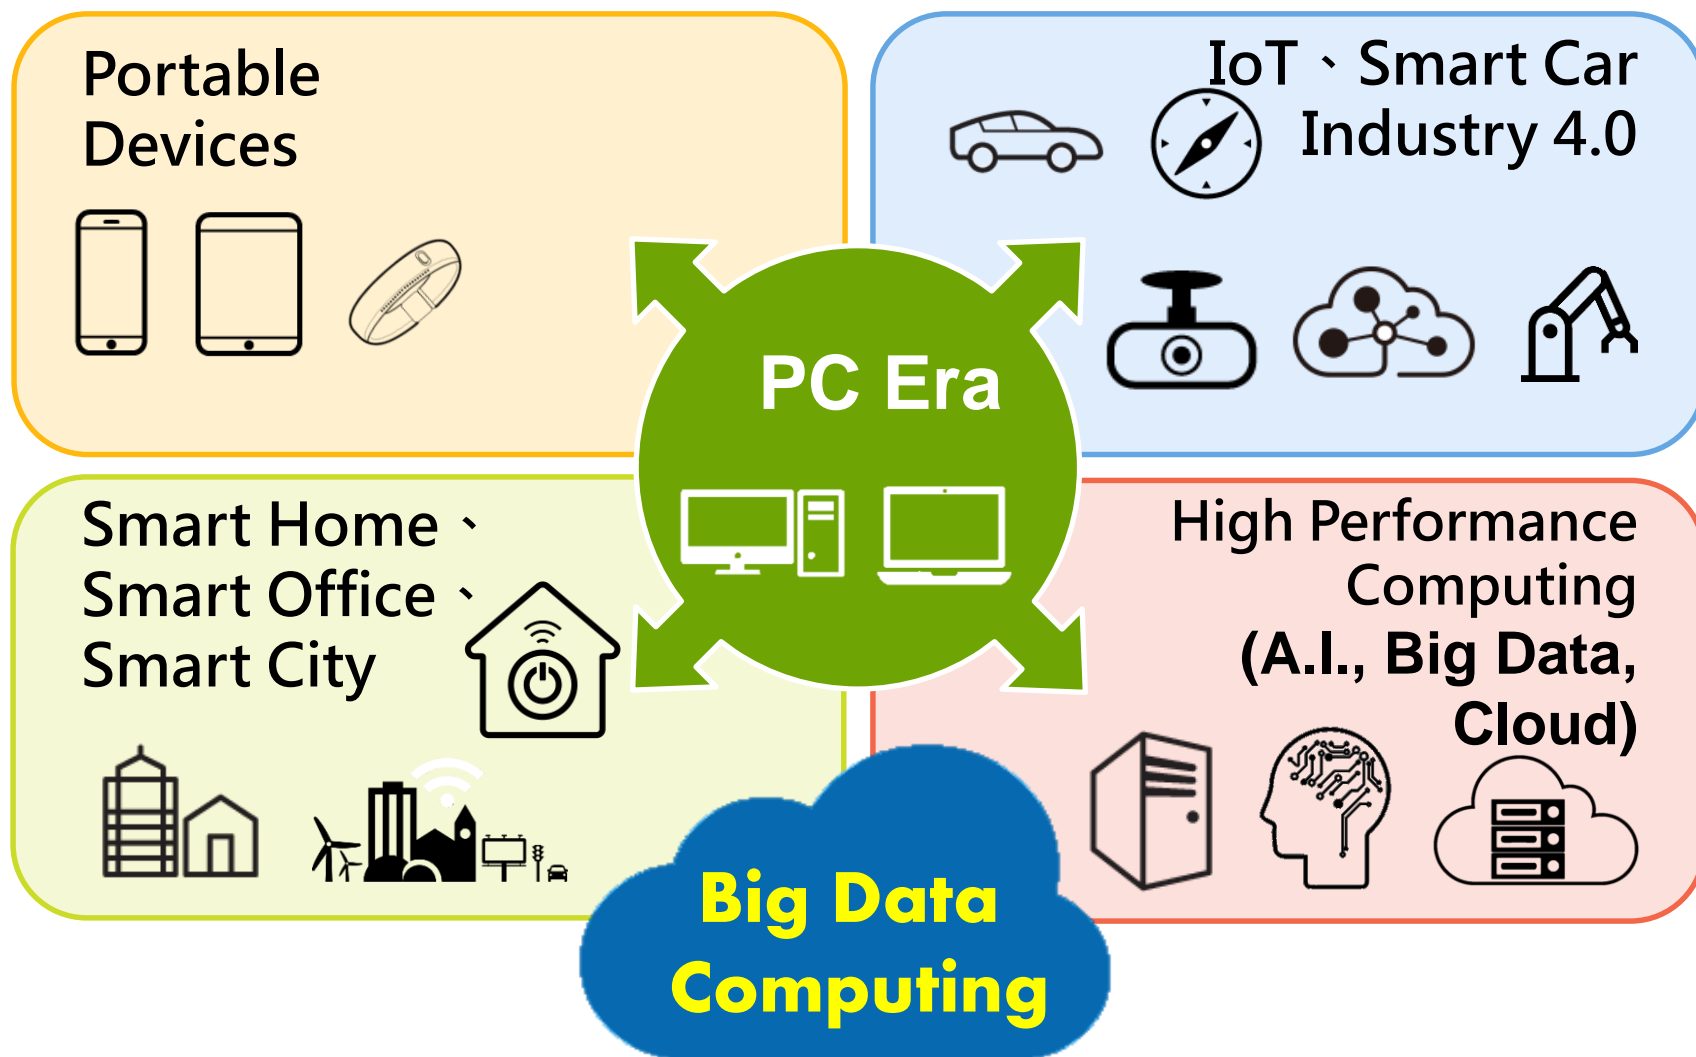 Portable
Devices
IoT、Smart Car
Industry 4.0
PC Era
Smart Home、
Smart Office、
Smart City
High Performance
Computing
(A.I., Big Data,
Cloud)
Big Data
Computing